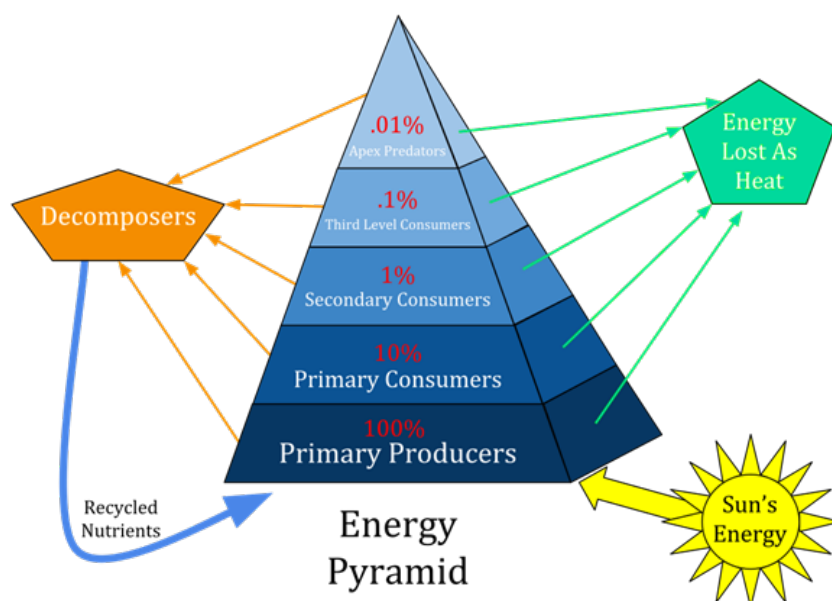 .01%
Apex Predators
Energy
Lost As
Heat
Decomposers
.1%
Third Level Consumers
1%
Secondary Consumers
10%
Primary Consumers
100%
Primary Producers
Recycled
Nutrients
Sun's
Energy
Energy
Pyramid